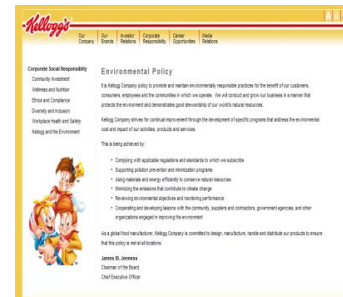 Kellogg's
Our Company
Our Brands
Investor Relations
Corporate Responsibility
Career Opportunities
Media Relations
Corporate Social Responsibility
Community Investment
Wellness and Nutrition
Ethics and Compliance
Diversity and Inclusion
Workplace Health and Safety
Kellogg and the Environment
Environmental Policy
It is Kellogg Company policy to provide and maintain environmentally responsible practices for the benefit of our customers,
consumers, employees and the communities in which we operate. We will conduct and grow our business in a manner that
protects the environment and demonstrates good stewardship of our world's natural resources.
Kellogg Company strives for continual improvement through the development of specific programs that address the environmental
cost and impact of our activities, products and services.
This is being achieved by:
• Complying with applicable regulations and standards to which we subscribe
• Supporting pollution prevention and minimization programs
• Using materials and energy efficiently to conserve natural resources
• Minimizing the emissions that contribute to climate change
• Reviewing environmental objectives and monitoring performance
• Cooperating and developing liaisons with the community, suppliers and contractors, government agencies, and other
organizations engaged in improving the environment
As a global food manufacturer, Kellogg Company is committed to design, manufacture, handle and distribute our products to ensure
that this policy is met at all locations.
James M. Jenness
Chairman of the Board
Chief Executive Officer